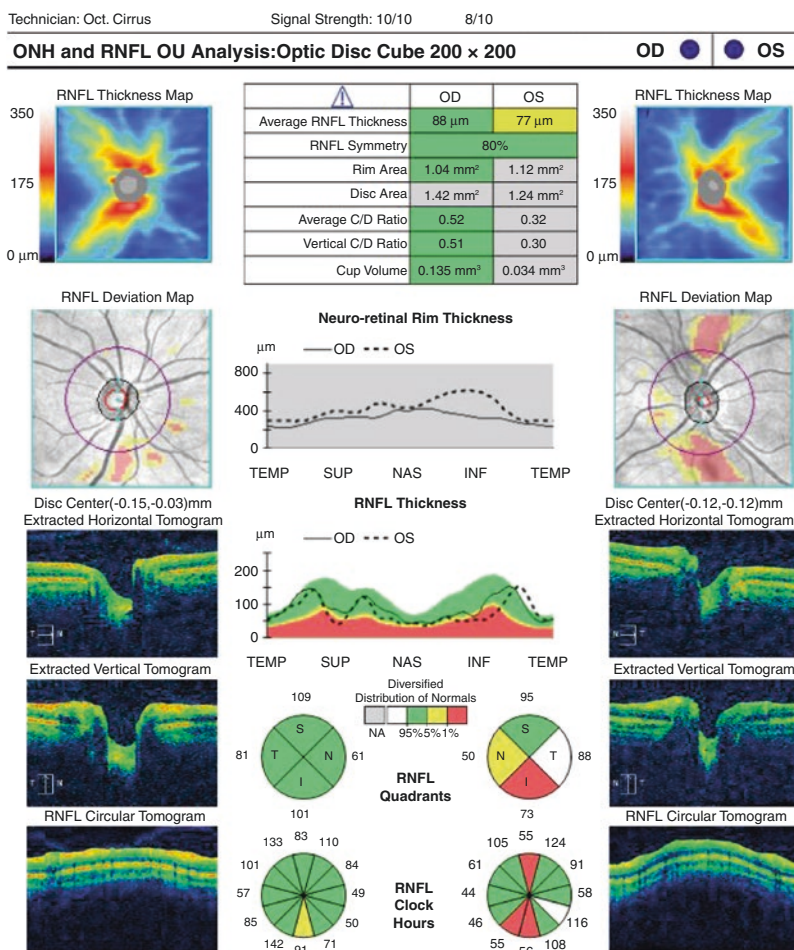 Technician: Oct. Cirrus Signal Strength: 10/10 8/10
ONH and RNFL OU Analysis:Optic Disc Cube 200 × 200 OD OS
RNFL Thickness Map
350
175
0 μm
OD OS
Average RNFL Thickness 88 μm 77 μm
RNFL Symmetry 80%
Rim Area 1.04 mm² 1.12 mm²
Disc Area 1.42 mm² 1.24 mm²
Average C/D Ratio 0.52 0.32
Vertical C/D Ratio 0.51 0.30
Cup Volume 0.135 mm³ 0.034 mm³
RNFL Thickness Map
350
175
0 μm
RNFL Deviation Map
Disc Center(-0.15,-0.03)mm
Neuro-retinal Rim Thickness
μm OD OS
800
400
0
TEMP SUP NAS INF TEMP
RNFL Deviation Map
Disc Center(-0.12,-0.12)mm
Extracted Horizontal Tomogram
T N
RNFL Thickness
μm OD OS
200
100
0
TEMP SUP NAS INF TEMP
Extracted Horizontal Tomogram
N T
Extracted Vertical Tomogram
T N
Diversified
Distribution of Normals
NA 95% 5% 1%
109
S
81 T N 61
I
101
RNFL
Quadrants
95
S
50 N T 88
I
73
Extracted Vertical Tomogram
N T
RNFL Circular Tomogram
133 83 110
101 84
57 49
85 50
142 91 71
RNFL
Clock
Hours
105 55 124
61 91
44 58
46 116
55 56 108
RNFL Circular Tomogram